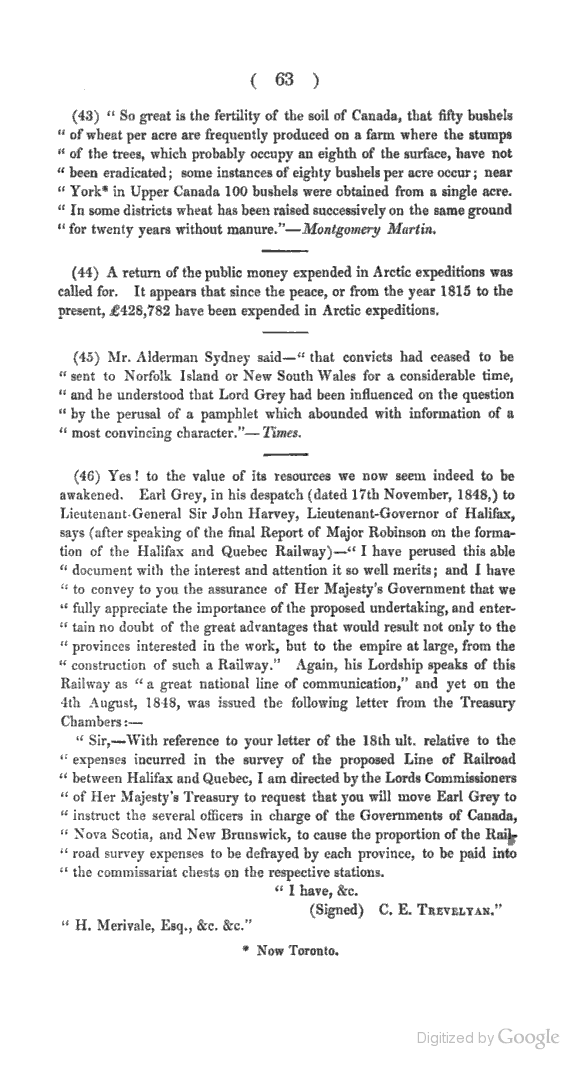 ( 63 )
(43) “ So great is the fertility of the soil of Canada, that fifty bushels
“ of wheat per acre are frequently produced on a farm where the stumps
“ of the trees, which probably occupy an eighth of the surface, have not
“ been eradicated; some instances of eighty bushels per acre occur; near
“ York* in Upper Canada 100 bushels were obtained from a single acre.
“ In some districts wheat has been raised successively on the same ground
“ for twenty years without manure.”—Montgomery Martin.
(44) A return of the public money expended in Arctic expeditions was
called for. It appears that since the peace, or from the year 1815 to the
present, £428,782 have been expended in Arctic expeditions.
(45) Mr. Alderman Sydney said—“ that convicts had ceased to be
“ sent to Norfolk Island or New South Wales for a considerable time,
“ and he understood that Lord Grey had been influenced on the question
“ by the perusal of a pamphlet which abounded with information of a
“ most convincing character.”—Times.
(46) Yes! to the value of its resources we now seem indeed to be
awakened. Earl Grey, in his despatch (dated 17th November, 1848,) to
Lieutenant-General Sir John Harvey, Lieutenant-Governor of Halifax,
says (after speaking of the final Report of Major Robinson on the forma-
tion of the Halifax and Quebec Railway)—“ I have perused this able
“ document with the interest and attention it so well merits; and I have
“ to convey to you the assurance of Her Majesty's Government that we
“ fully appreciate the importance of the proposed undertaking, and enter-
“ tain no doubt of the great advantages that would result not only to the
“ provinces interested in the work, but to the empire at large, from the
“ construction of such a Railway.” Again, his Lordship speaks of this
Railway as “ a great national line of communication,” and yet on the
4th August, 1848, was issued the following letter from the Treasury
Chambers:—
“ Sir,—With reference to your letter of the 18th ult. relative to the
“ expenses incurred in the survey of the proposed Line of Railroad
“ between Halifax and Quebec, I am directed by the Lords Commissioners
“ of Her Majesty's Treasury to request that you will move Earl Grey to
“ instruct the several officers in charge of the Governments of Canada,
“ Nova Scotia, and New Brunswick, to cause the proportion of the Rail-
“ road survey expenses to be defrayed by each province, to be paid into
“ the commissariat chests on the respective stations.
“ I have, &c.
(Signed) C. E. TREVELYAN.”
“ H. Merivale, Esq., &c. &c.”
* Now Toronto.
Digitized by Google